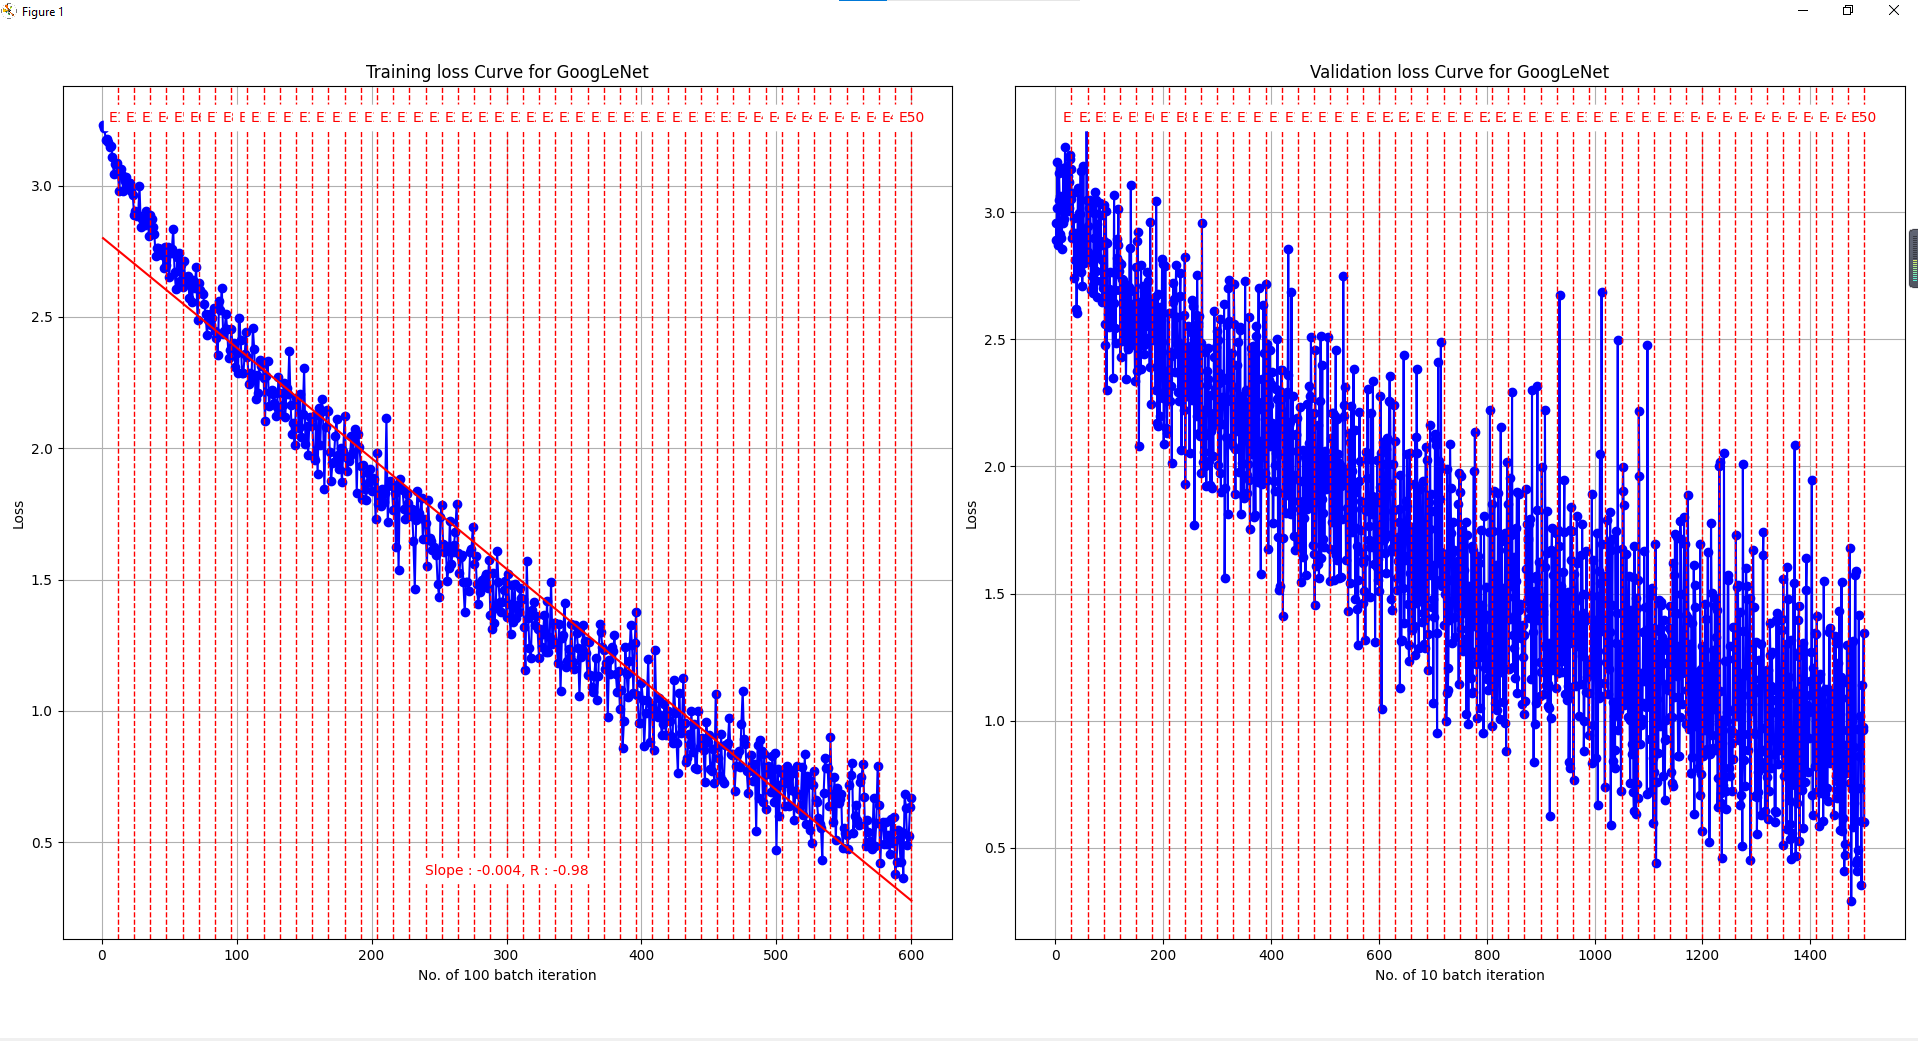 Figure 1
Training loss Curve for GoogLeNet
E50
3.0
2.5
2.0
1.5
1.0
0.5
Loss
Slope : -0.004, R : -0.98
0 100 200 300 400 500 600
No. of 100 batch iteration
Validation loss Curve for GoogLeNet
E50
3.0
2.5
2.0
1.5
1.0
0.5
Loss
0 200 400 600 800 1000 1200 1400
No. of 10 batch iteration